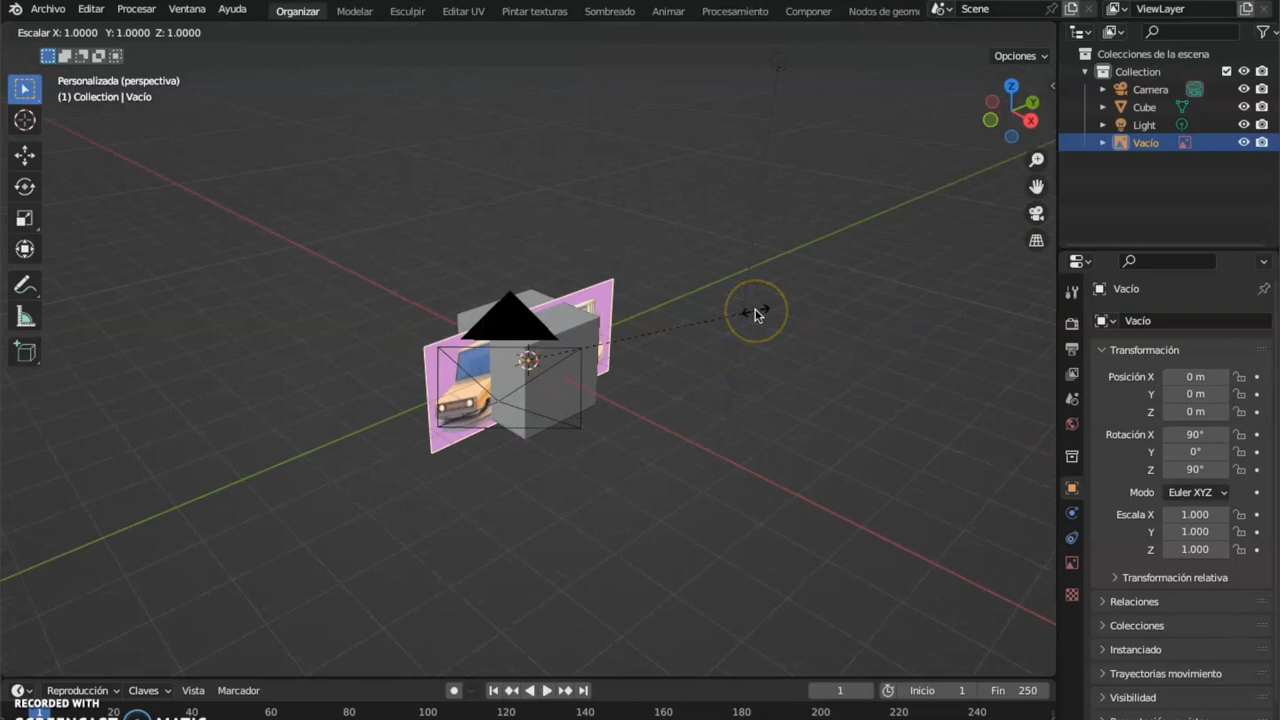 Archivo Editar Procesar Ventana Ayuda Organizar Modelar Esculpir Editar UV Pintar texturas Sombreado Animar Procesamiento Componer Nodos de geom Scene ViewLayer
Escalar X: 1.0000 Y: 1.0000 Z: 1.0000
Opciones
Personalizada (perspectiva)
(1) Collection | Vacío
Z
Y
X
Colecciones de la escena
Collection
Camera
Cube
Light
Vacío
Vacío
Vacío
Transformación
Posición X 0 m
Y 0 m
Z 0 m
Rotación X 90°
Y 0°
Z 90°
Modo Euler XYZ
Escala X 1.000
Y 1.000
Z 1.000
Transformación relativa
Relaciones
Colecciones
Instanciado
Trayectorias movimiento
Visibilidad
Reproducción Claves Vista Marcador 1 Inicio 1 Fin 250
1 50 100 120 140 160 180 200 220 240
RECORDED WITH